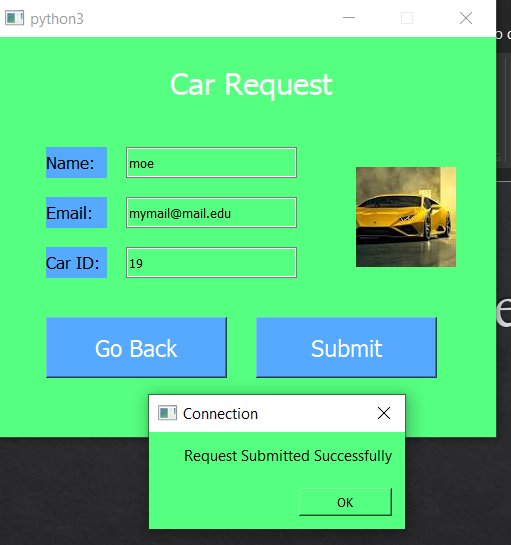 python3
Car Request
Name: moe
Email: mymail@mail.edu
Car ID: 19
Go Back Submit
Connection
Request Submitted Successfully
OK